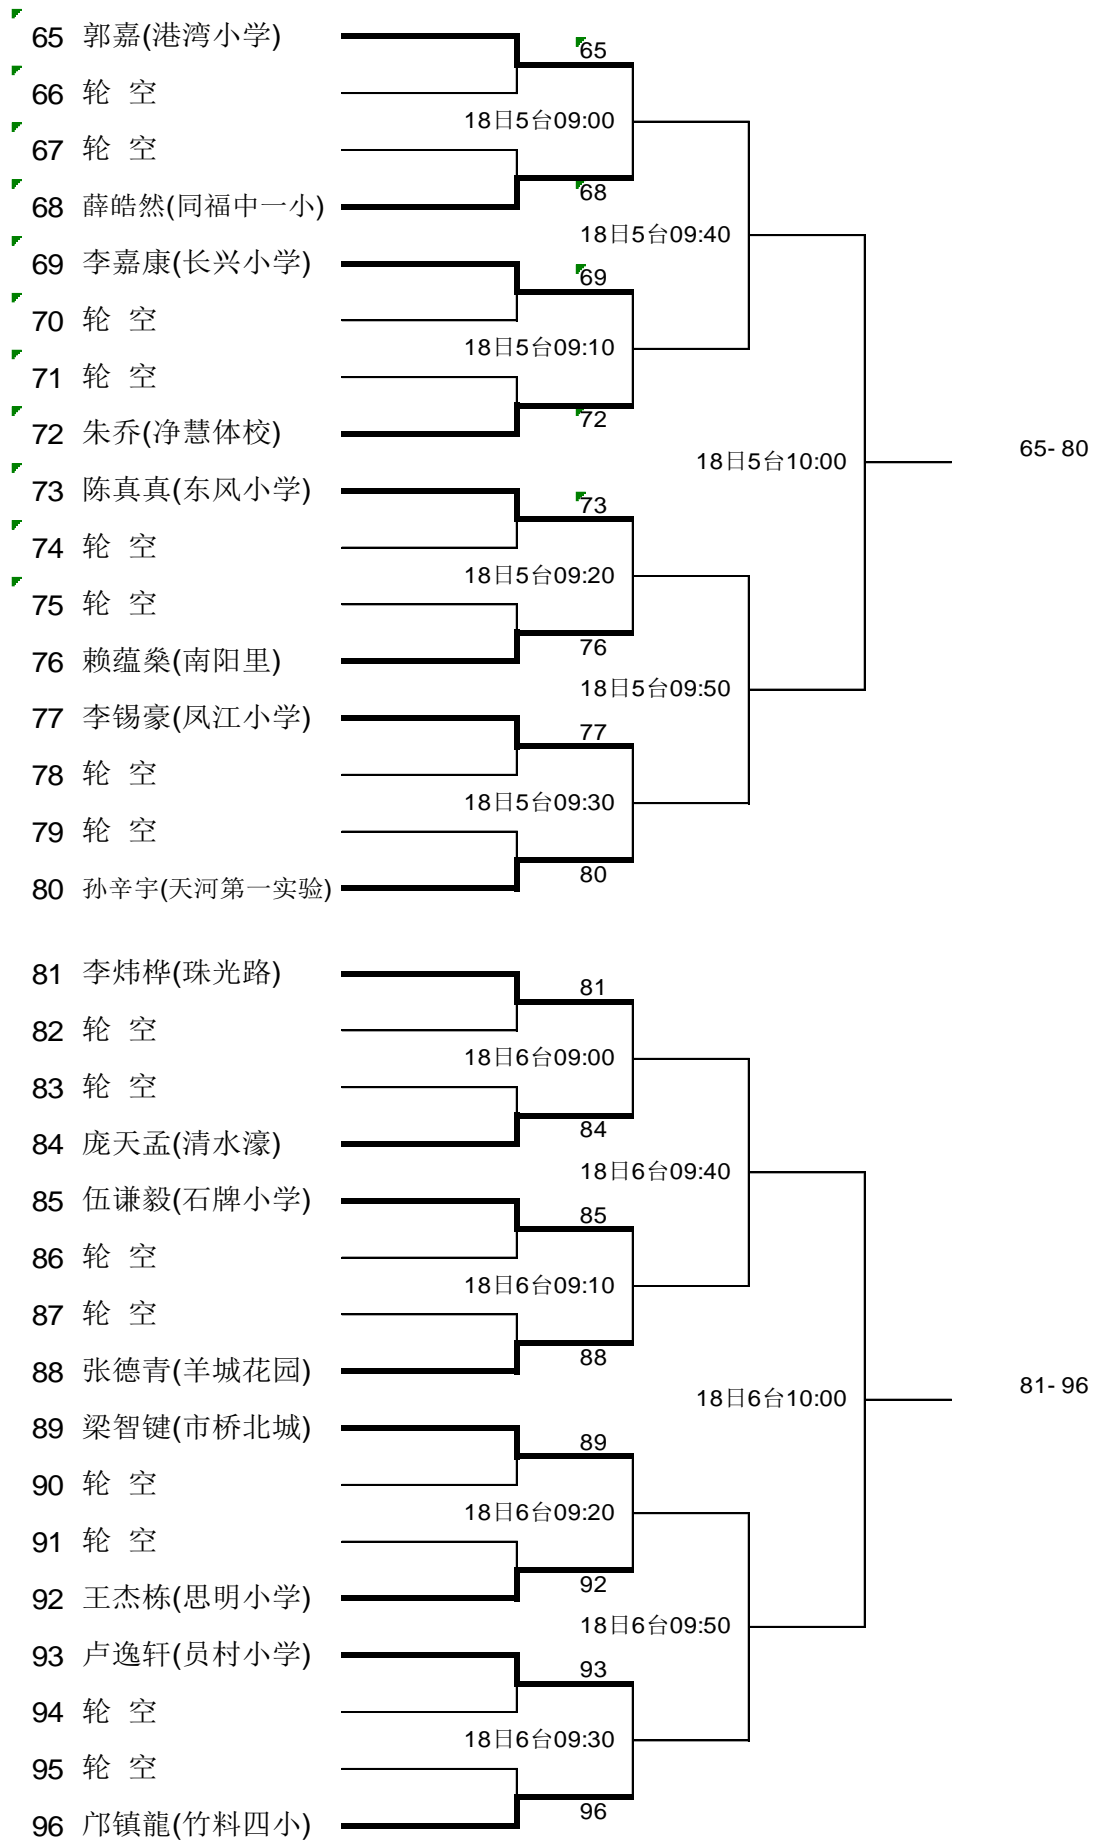 65 郭嘉(港湾小学)
65
66 轮 空
18日5台09:00
67 轮 空
68
68 薛皓然(同福中一小)
18日5台09:40
69 李嘉康(长兴小学)
69
70 轮 空
18日5台09:10
71 轮 空
72
72 朱乔(净慧体校)
65-80
18日5台10:00
73 陈真真(东风小学)
73
74 轮 空
18日5台09:20
75 轮 空
76
76 赖蕴燊(南阳里)
18日5台09:50
77 李锡豪(凤江小学)
77
78 轮 空
18日5台09:30
79 轮 空
80
80 孙辛宇(天河第一实验)
81 李炜桦(珠光路)
81
82 轮 空
18日6台09:00
83 轮 空
84
84 庞天孟(清水濠)
18日6台09:40
85 伍谦毅(石牌小学)
85
86 轮 空
18日6台09:10
87 轮 空
88
88 张德青(羊城花园)
81-96
18日6台10:00
89 梁智键(市桥北城)
89
90 轮 空
18日6台09:20
91 轮 空
92
92 王杰栋(思明小学)
18日6台09:50
93 卢逸轩(员村小学)
93
94 轮 空
18日6台09:30
95 轮 空
96
96 邝镇龍(竹料四小)